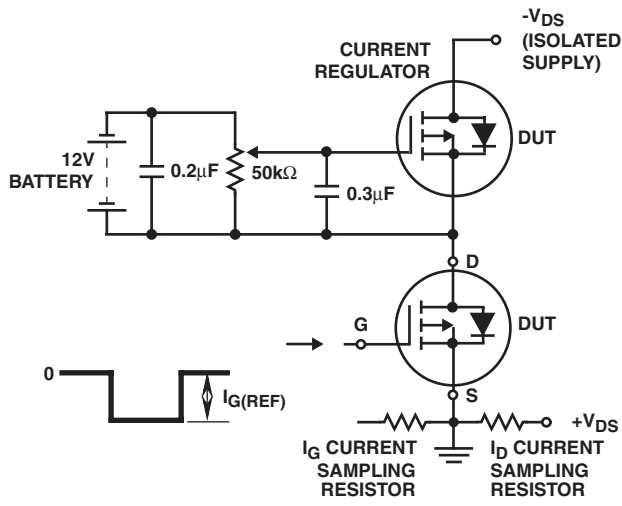 -VDS
(ISOLATED
SUPPLY)
CURRENT
REGULATOR
DUT
12V
BATTERY
0.2µF
50kΩ
0.3µF
D
G
DUT
0
IG(REF)
S
+VDS
IG CURRENT
SAMPLING
RESISTOR
ID CURRENT
SAMPLING
RESISTOR